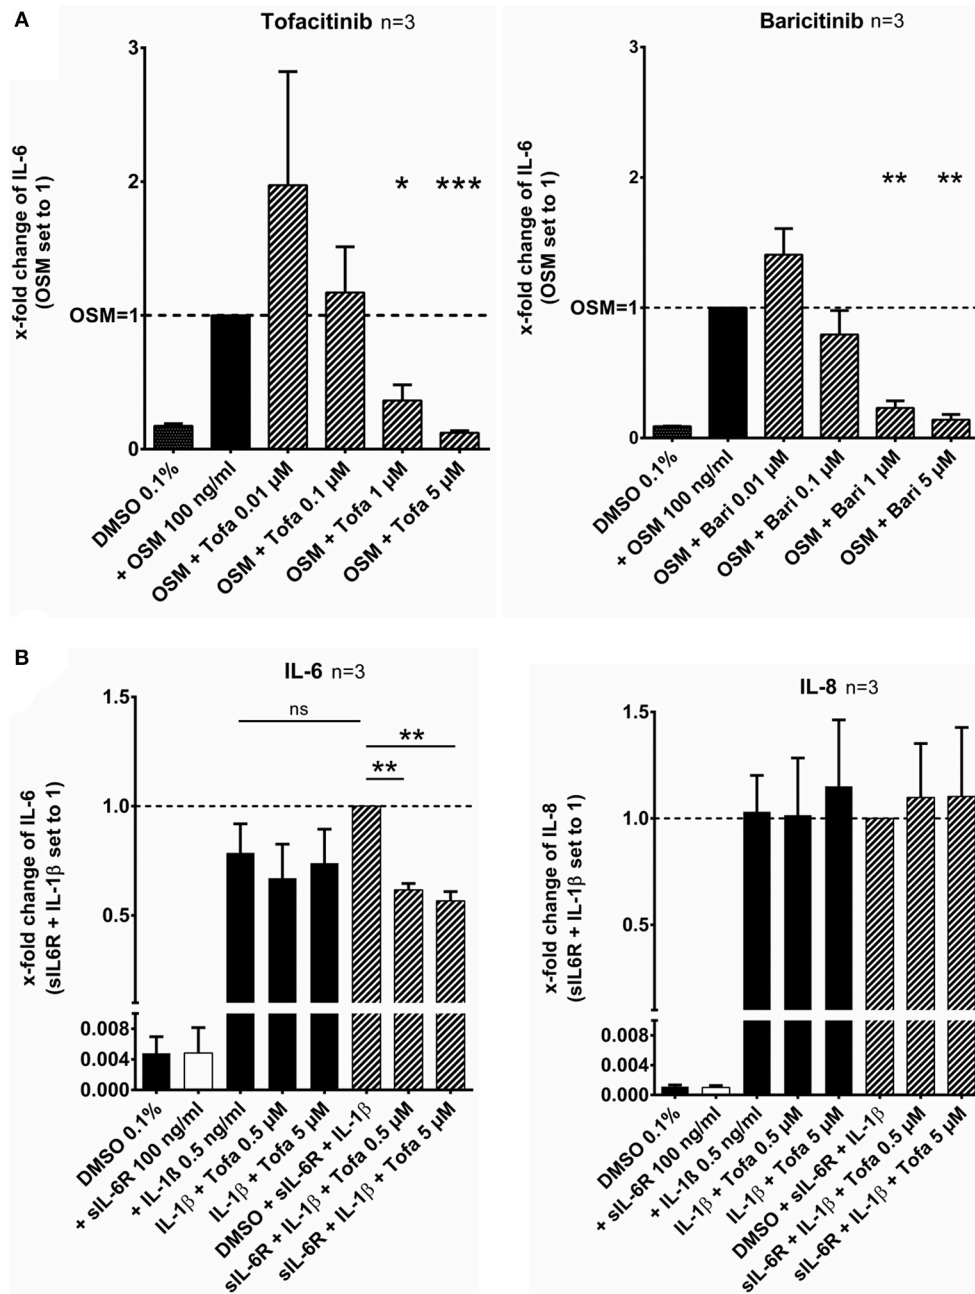 A
Tofacitinib n=3
x-fold change of IL-6
(OSM set to 1)
3
2
OSM=1
0
* ***
DMSO 0.1%
+ OSM 100 ng/ml
OSM + Tofa 0.01 µM
OSM + Tofa 0.1 µM
OSM + Tofa 1 µM
OSM + Tofa 5 µM
Baricitinib n=3
x-fold change of IL-6
(OSM set to 1)
3
2
OSM=1
0
** **
DMSO 0.1%
+ OSM 100 ng/ml
OSM + Bari 0.01 µM
OSM + Bari 0.1 µM
OSM + Bari 1 µM
OSM + Bari 5 µM
B
IL-6 n=3
x-fold change of IL-6
(sIL6R + IL-1β set to 1)
1.5
1.0
0.5
0.008
0.004
0.000
ns
**
**
DMSO 0.1%
+ sIL-6R 100 ng/ml
+ IL-1ß 0.5 ng/ml
IL-1β + Tofa 0.5 µM
IL-1β + Tofa 5 µM
DMSO + sIL-6R + IL-1β
sIL-6R + IL-1β + Tofa 0.5 µM
sIL-6R + IL-1β + Tofa 5 µM
IL-8 n=3
x-fold change of IL-8
(sIL6R + IL-1β set to 1)
1.5
1.0
0.5
0.008
0.004
0.000
DMSO 0.1%
+ sIL-6R 100 ng/ml
+ IL-1ß 0.5 ng/ml
IL-1β + Tofa 0.5 µM
IL-1β + Tofa 5 µM
DMSO + sIL-6R + IL-1β
sIL-6R + IL-1β + Tofa 0.5 µM
sIL-6R + IL-1β + Tofa 5 µM